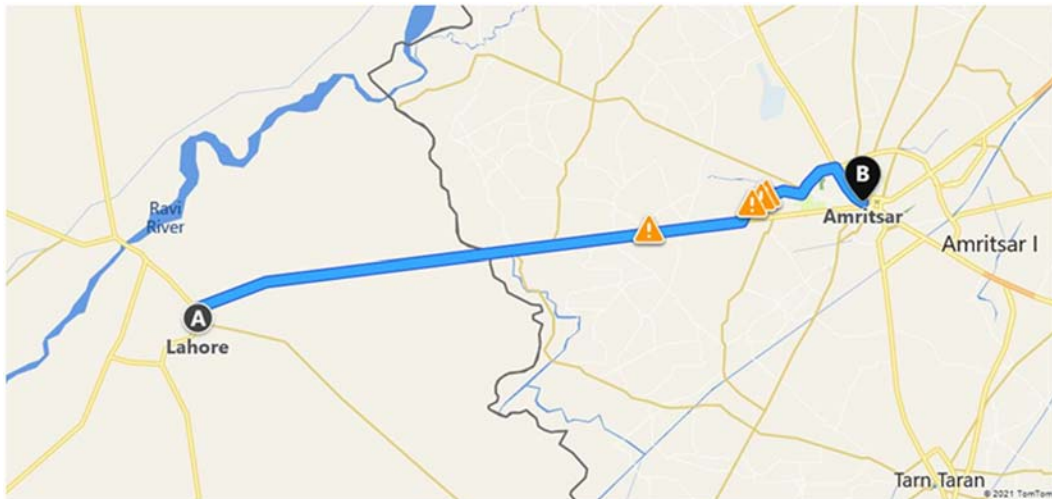 Ravi
River
A
Lahore
B
Amritsar
Amritsar I
Tarn Taran
© 2021 TomTom